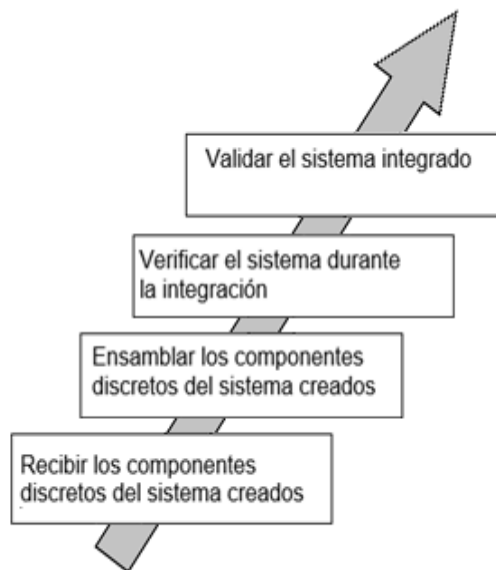 Validar el sistema integrado
Verificar el sistema durante
la integración
Ensamblar los componentes
discretos del sistema creados
Recibir los componentes
discretos del sistema creados